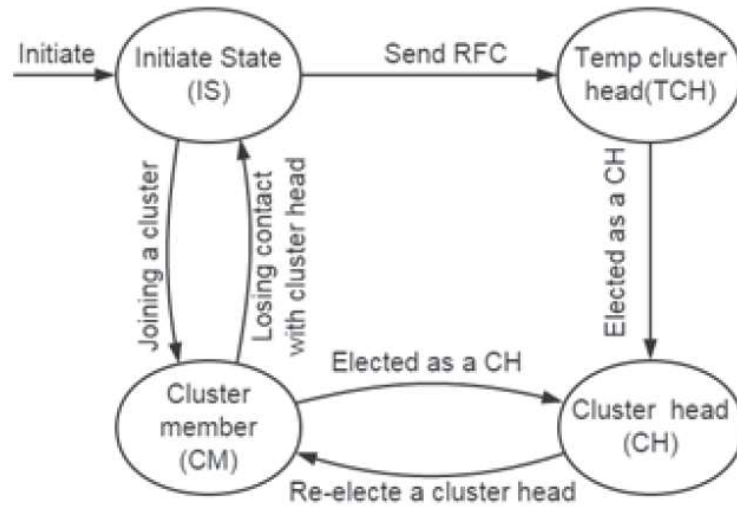 Initiate
Initiate State
(IS)
Send RFC
Temp cluster
head(TCH)
Joining a cluster
Losing contact
with cluster head
Elected as a CH
Elected as a CH
Cluster
member
(CM)
Cluster head
(CH)
Re-electe a cluster head